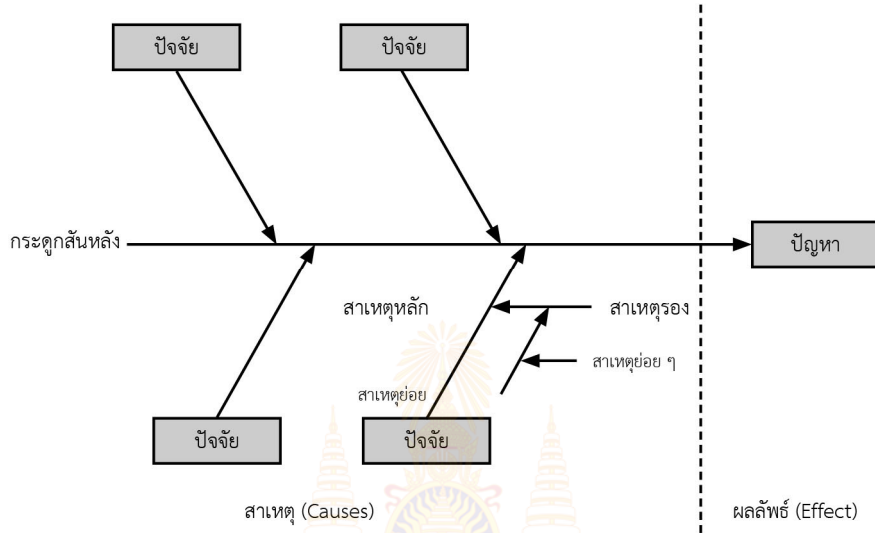 ปัจจัย
ปัจจัย
กระดูกสันหลัง
ปัญหา
สาเหตุหลัก
สาเหตุรอง
สาเหตุย่อย ๆ
สาเหตุย่อย
ปัจจัย
ปัจจัย
สาเหตุ (Causes)
ผลลัพธ์ (Effect)